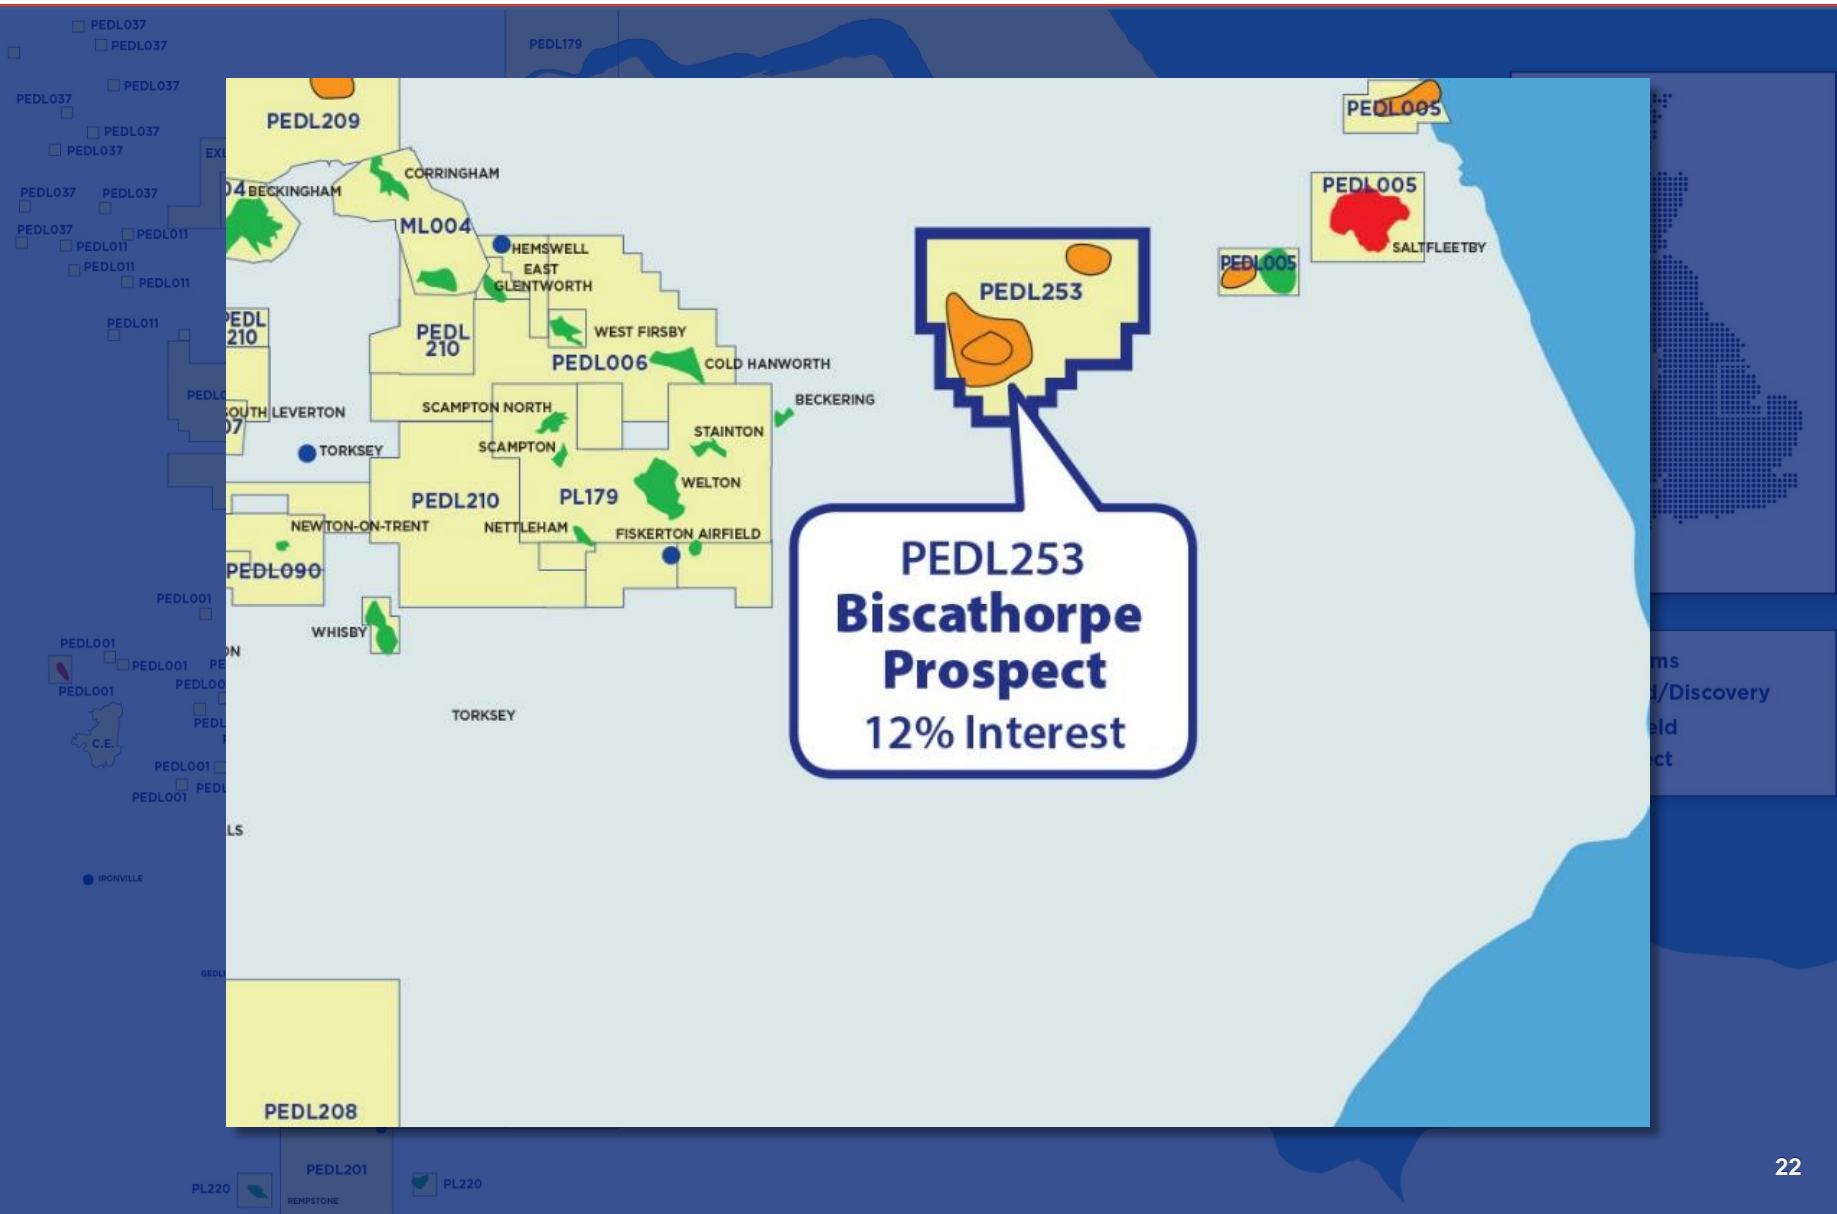 PEDL037
PEDL037
PEDL179
PEDL037
PEDL037
PEDL037
PEDL037
PEDL037
PEDL037
PEDL037
PEDL011
PEDL011
PEDL011
PEDL011
PEDL011
PEDL001
PEDL001
PEDL001
PEDL001
C.E.
PEDL001
PEDL001
IRONVILLE
PEDL209
CORRINGHAM
BECKINGHAM
ML004
HEMSWELL
EAST
GLENTWORTH
PEDL
210
PEDL
210
WEST FIRSBY
PEDL006
COLD HANWORTH
SOUTH LEVERTON
SCAMPTON NORTH
BECKERING
STAINTON
SCAMPTON
TORKSEY
WELTON
PEDL210
PL179
NEWTON-ON-TRENT
NETTLEHAM
FISKERTON AIRFIELD
PEDL090
WHISBY
TORKSEY
PEDL005
PEDL005
SALTFLEETBY
PEDL005
PEDL253
PEDL253
Biscathorpe
Prospect
12% Interest
/Discovery
PEDL208
PEDL201
PL220
REMPSTONE
PL220
22